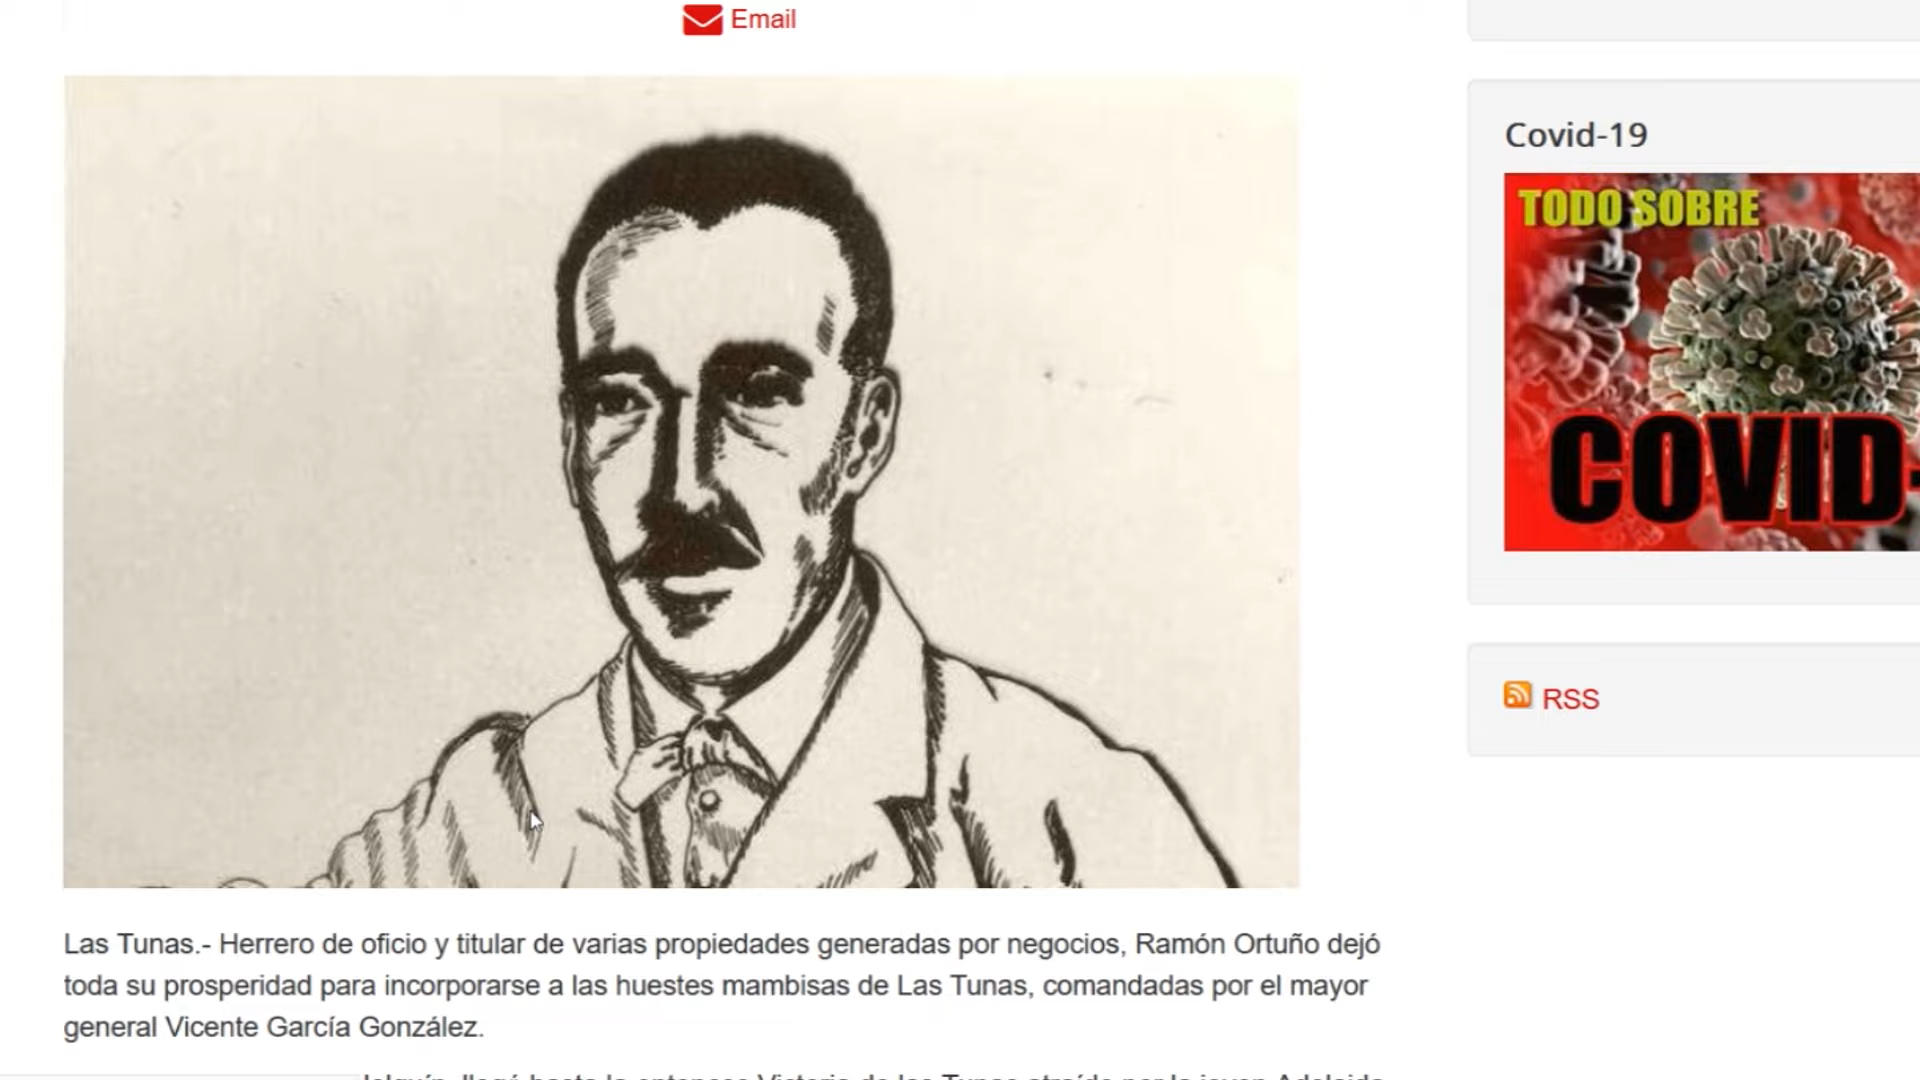 Email
Las Tunas.- Herrero de oficio y titular de varias propiedades generadas por negocios, Ramón Ortuño dejó
toda su prosperidad para incorporarse a las huestes mambisas de Las Tunas, comandadas por el mayor
general Vicente García González.
Covid-19
TODO SOBRE
COVID-
RSS